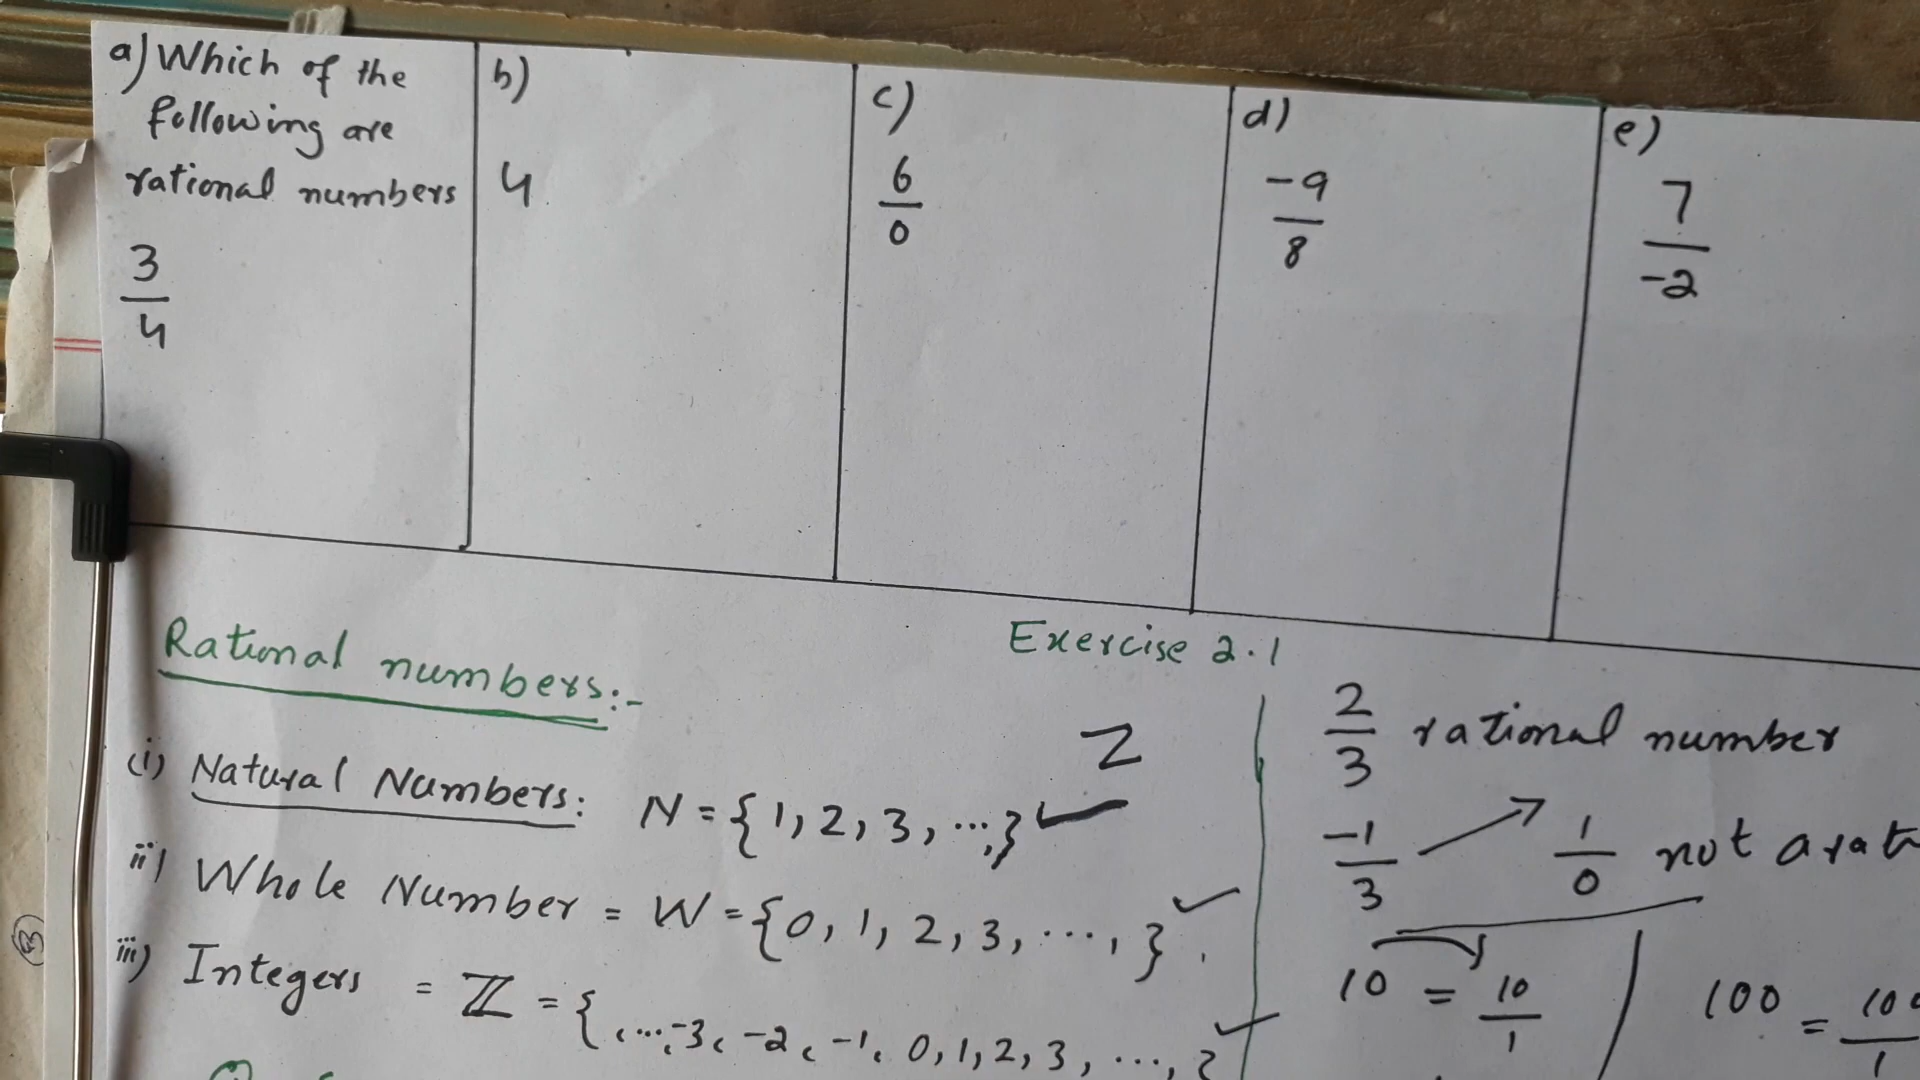 a) Which of the
following are
rational numbers
3
4
b)
4
c)
6
0
d)
-9
8
e)
7
-2
Rational numbers:-
Exercise 2.1
Z
(i) Natural Numbers: N = {1, 2, 3, ...,}
ii) Whole Number = W = {0, 1, 2, 3, ..., }.
iii) Integers = ℤ = {, ..., -3, -2, -1, 0, 1, 2, 3, ...,
2/3 rational number
-1/3
1/0 not a
10 = 10/1
100 =